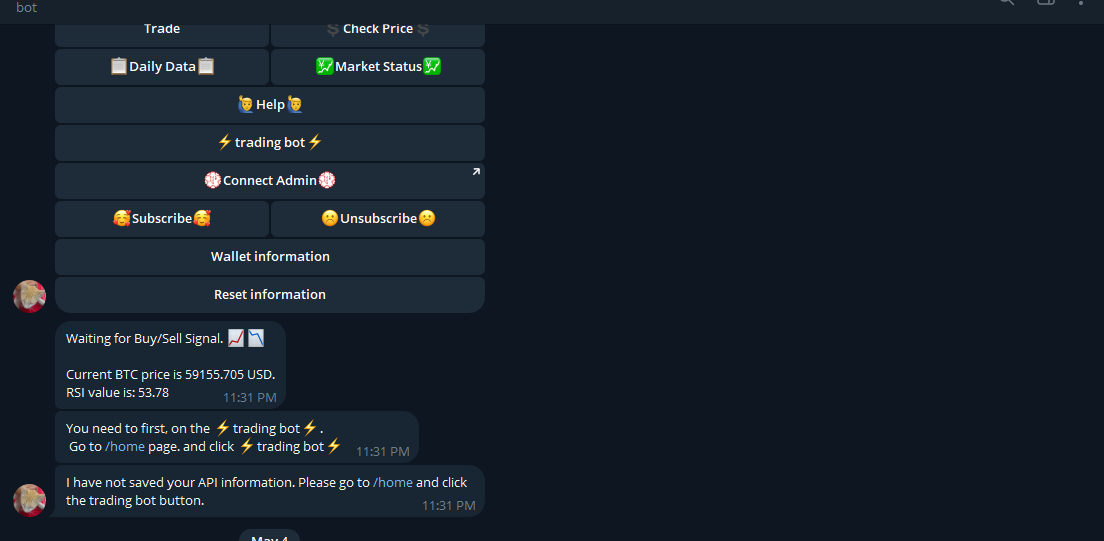 bot
Trade
💲 Check Price 💲
📋Daily Data📋
💹Market Status💹
🙋‍♂️Help🙋‍♂️
⚡trading bot⚡
Connect Admin
🥰Subscribe🥰
☹️Unsubscribe☹️
Wallet information
Reset information
Waiting for Buy/Sell Signal. 📈📉
Current BTC price is 59155.705 USD.
RSI value is: 53.78
11:31 PM
You need to first, on the ⚡trading bot⚡.
Go to /home page. and click ⚡trading bot⚡
11:31 PM
I have not saved your API information. Please go to /home and click
the trading bot button.
11:31 PM
May 4